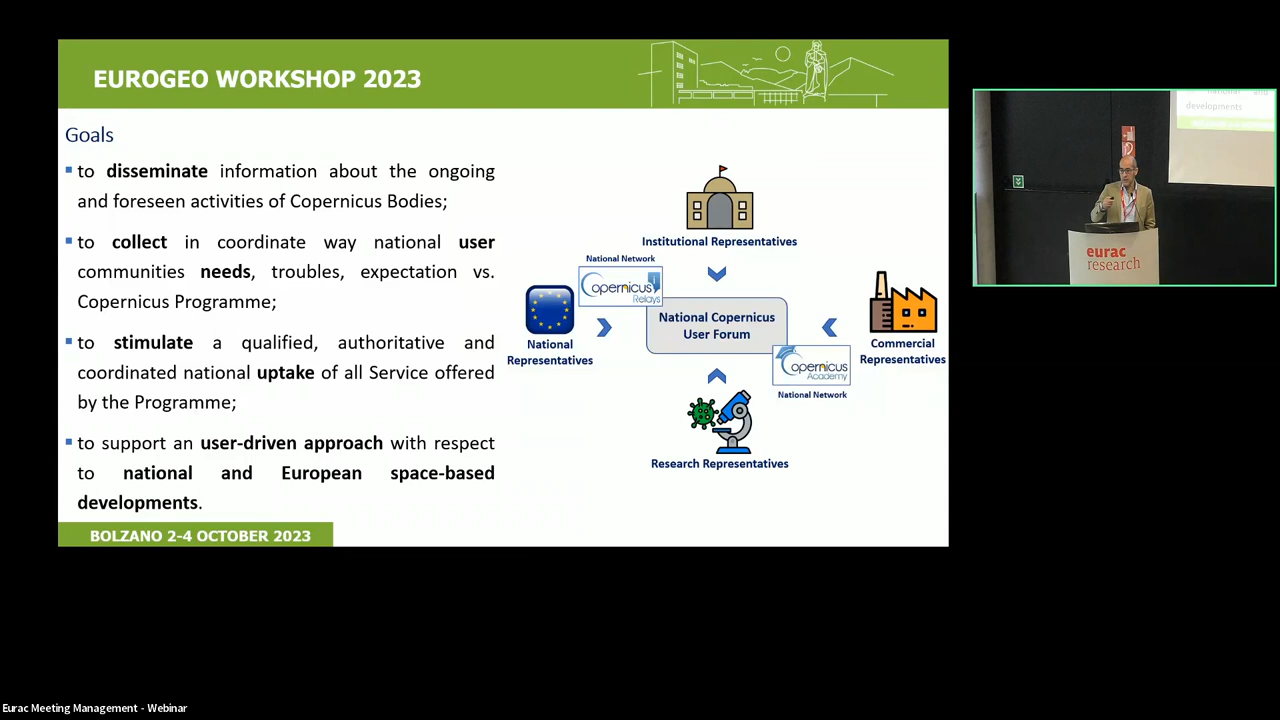 EUROGEO WORKSHOP 2023
Goals
to disseminate information about the ongoing
and foreseen activities of Copernicus Bodies;
to collect in coordinate way national user
communities needs, troubles, expectation vs.
Copernicus Programme;
to stimulate a qualified, authoritative and
coordinated national uptake of all Service offered
by the Programme;
to support an user-driven approach with respect
to national and European space-based
developments.
BOLZANO 2-4 OCTOBER 2023
Institutional Representatives
National Network
Copernicus
Relays
National
Representatives
National Copernicus
User Forum
Commercial
Representatives
Copernicus
Academy
National Network
Research Representatives
developments
eurac
research
Eurac Meeting Management - Webinar